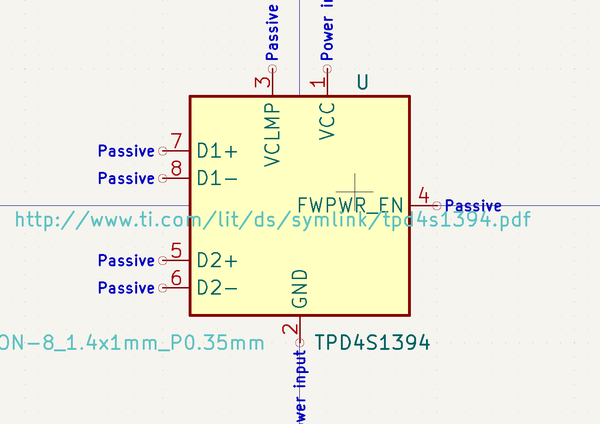 Passive
Power in
3
1
U
VCLMP
VCC
Passive 7 D1+
Passive 8 D1-
FWPWR_EN 4 Passive
http://www.ti.com/lit/ds/symlink/tpd4s1394.pdf
Passive 5 D2+
Passive 6 D2-
GND
2
ON-8_1.4x1mm_P0.35mm
TPD4S1394
wer input